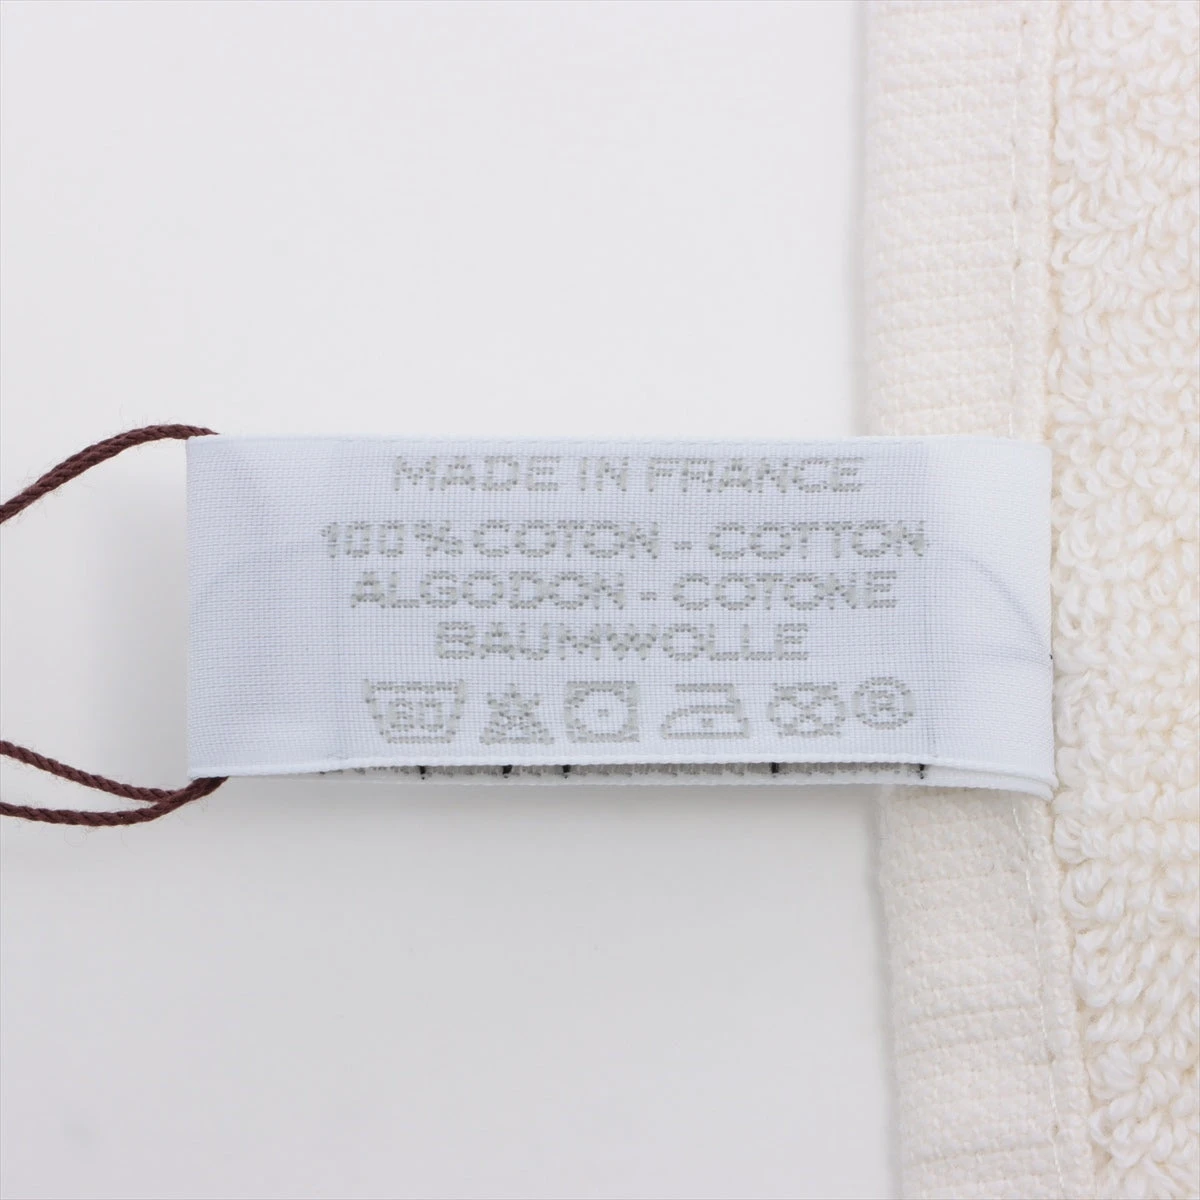 MADE IN FRANCE
100% COTON - COTTON
ALGODON - COTONE
BAUMWOLLE
®